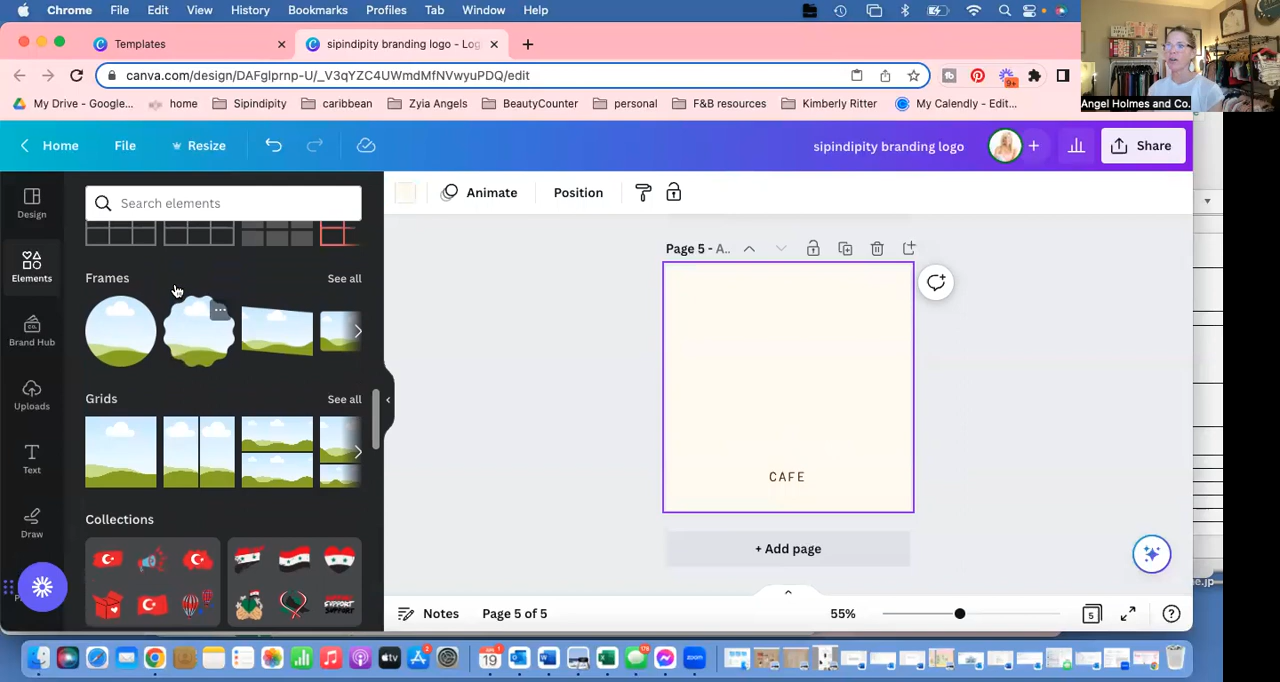 Chrome File Edit View History Bookmarks Profiles Tab Window Help
Templates sipindipity branding logo - Log
canva.com/design/DAFglprnp-U/_V3qYZC4UWmdMfNVwyuPDQ/edit
9+
My Drive - Google... home Sipindipity caribbean Zyia Angels BeautyCounter personal F&B resources Kimberly Ritter My Calendly - Edit...
Angel Holmes and Co.
Home File Resize sipindipity branding logo Share
Design
Elements
Brand Hub
Uploads
Text
Draw
Search elements
Frames See all
Grids See all
Collections
Animate Position
Page 5 - A..
CAFE
+ Add page
Notes Page 5 of 5 55% 5
19
2